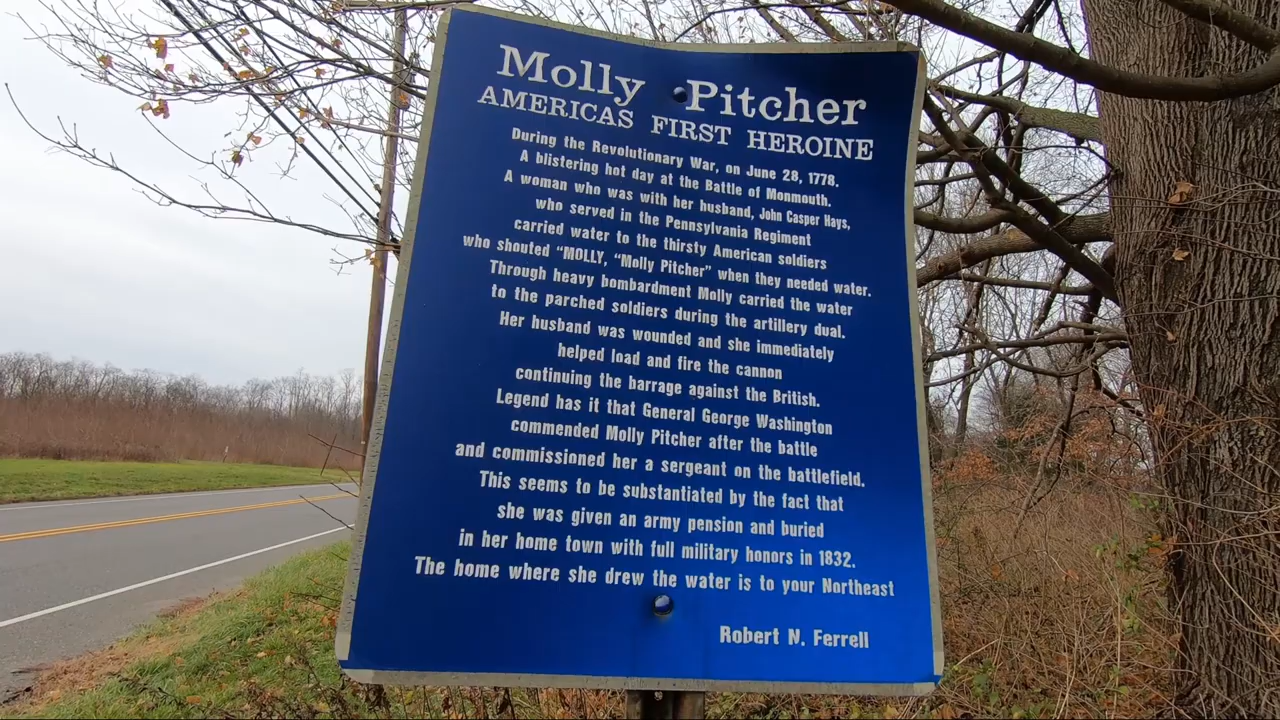 Molly Pitcher
AMERICAS FIRST HEROINE
During the Revolutionary War, on June 28, 1778.
A blistering hot day at the Battle of Monmouth.
A woman who was with her husband, John Casper Hays,
who served in the Pennsylvania Regiment
carried water to the thirsty American soldiers
who shouted "MOLLY, "Molly Pitcher" when they needed water.
Through heavy bombardment Molly carried the water
to the parched soldiers during the artillery dual.
Her husband was wounded and she immediately
helped load and fire the cannon
continuing the harrage against the British.
Legend has it that General George Washington
commended Molly Pitcher after the battle
and commissioned her a sergeant on the battlefield.
This seems to be substantiated by the fact that
she was given an army pension and buried
in her home town with full military honors in 1832.
The home where she drew the water is to your Northeast
Robert N. Ferrell